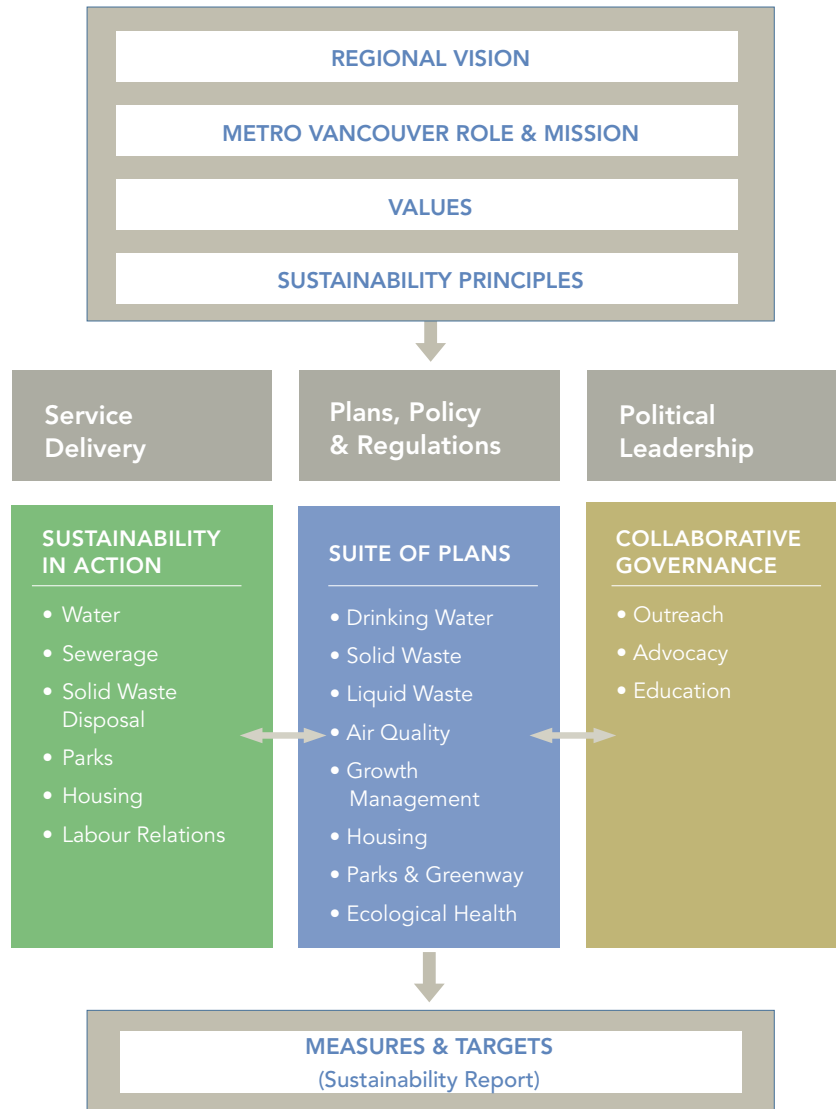 REGIONAL VISION
METRO VANCOUVER ROLE & MISSION
VALUES
SUSTAINABILITY PRINCIPLES
Service
Delivery
Plans, Policy
& Regulations
Political
Leadership
SUSTAINABILITY
IN ACTION
• Water
• Sewerage
• Solid Waste
Disposal
• Parks
• Housing
• Labour Relations
SUITE OF PLANS
• Drinking Water
• Solid Waste
• Liquid Waste
• Air Quality
• Growth
Management
• Housing
• Parks & Greenway
• Ecological Health
COLLABORATIVE
GOVERNANCE
• Outreach
• Advocacy
• Education
MEASURES & TARGETS
(Sustainability Report)